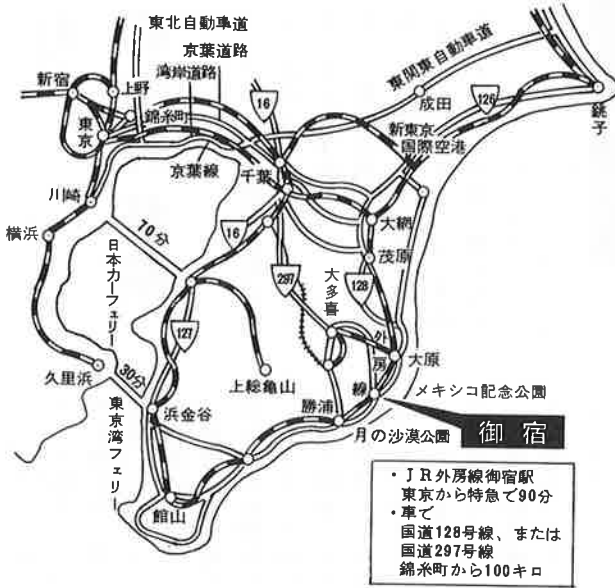 東北自動車道
京葉道路
湾岸道路
新宿
上野
東京
錦糸町
16
東関東自動車道
成田
126
銚子
新東京
国際空港
京葉線
千葉
川崎
横浜
70分
日本カーフェリー
16
大網
茂原
297
大多喜
128
127
外房線
大原
久里浜
30分
上総亀山
メキシコ記念公園
東京湾フェリー
浜金谷
勝浦
月の沙漠公園
御宿
館山
・JR外房線御宿駅
東京から特急で90分
・車で
国道128号線、または
国道297号線
錦糸町から100キロ